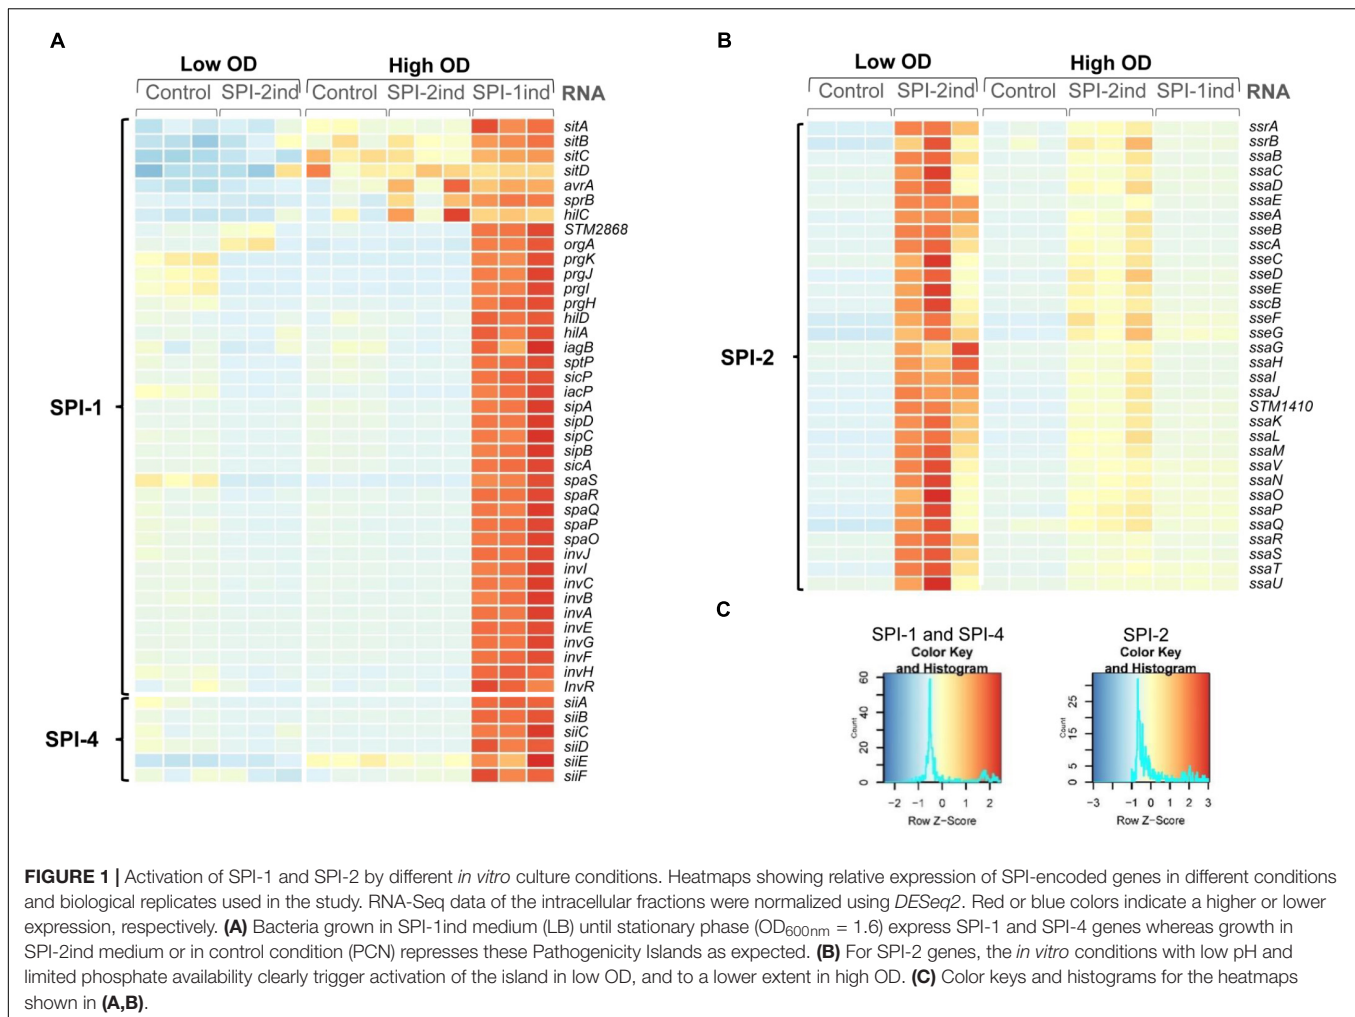 A
Low OD
High OD
Control
SPI-2ind
Control
SPI-2ind
SPI-1ind
RNA
SPI-1
sitA
sitB
sitC
sitD
avrA
sprB
hilC
STM2868
orgA
prgK
prgJ
prgI
prgH
hilD
hilA
iagB
sptP
sicP
iacP
sipA
sipD
sipC
sipB
sicA
spaS
spaR
spaQ
spaP
spaO
invJ
invI
invC
invB
invA
invE
invG
invF
invH
InvR
SPI-4
siiA
siiB
siiC
siiD
siiE
siiF
B
Low OD
High OD
Control
SPI-2ind
Control
SPI-2ind
SPI-1ind
RNA
SPI-2
ssrA
ssrB
ssaB
ssaC
ssaD
ssaE
sseA
sseB
sscA
sseC
sseD
sseE
sscB
sseF
sseG
ssaG
ssaH
ssaI
ssaJ
STM1410
ssaK
ssaL
ssaM
ssaV
ssaN
ssaO
ssaP
ssaQ
ssaR
ssaS
ssaT
ssaU
C
SPI-1 and SPI-4
Color Key
and Histogram
Count
0 20 40 60
−2 −1 0 1 2
Row Z−Score
SPI-2
Color Key
and Histogram
Count
0 5 15 25
−3 −1 0 1 2 3
Row Z−Score
FIGURE 1 | Activation of SPI-1 and SPI-2 by different in vitro culture conditions. Heatmaps showing relative expression of SPI-encoded genes in different conditions
and biological replicates used in the study. RNA-Seq data of the intracellular fractions were normalized using DESeq2. Red or blue colors indicate a higher or lower
expression, respectively. (A) Bacteria grown in SPI-1ind medium (LB) until stationary phase (OD600nm = 1.6) express SPI-1 and SPI-4 genes whereas growth in
SPI-2ind medium or in control condition (PCN) represses these Pathogenicity Islands as expected. (B) For SPI-2 genes, the in vitro conditions with low pH and
limited phosphate availability clearly trigger activation of the island in low OD, and to a lower extent in high OD. (C) Color keys and histograms for the heatmaps
shown in (A,B).